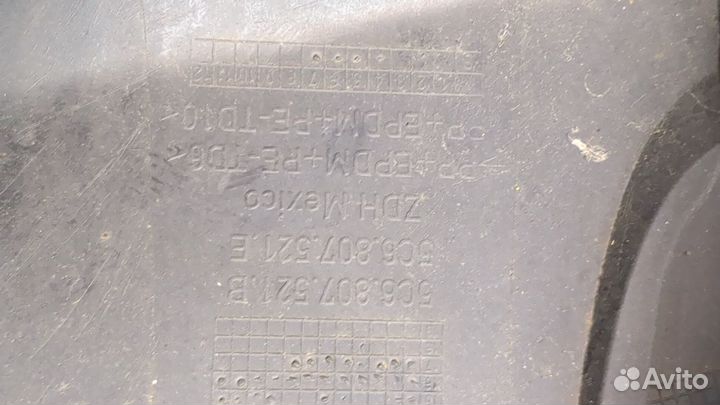 5C6.807.521.B
5C6.807.521.E
ZDH Mexico
>PP+EPDM+PE-TD6<
>PP+EPDM+PE-TD10<
Avito